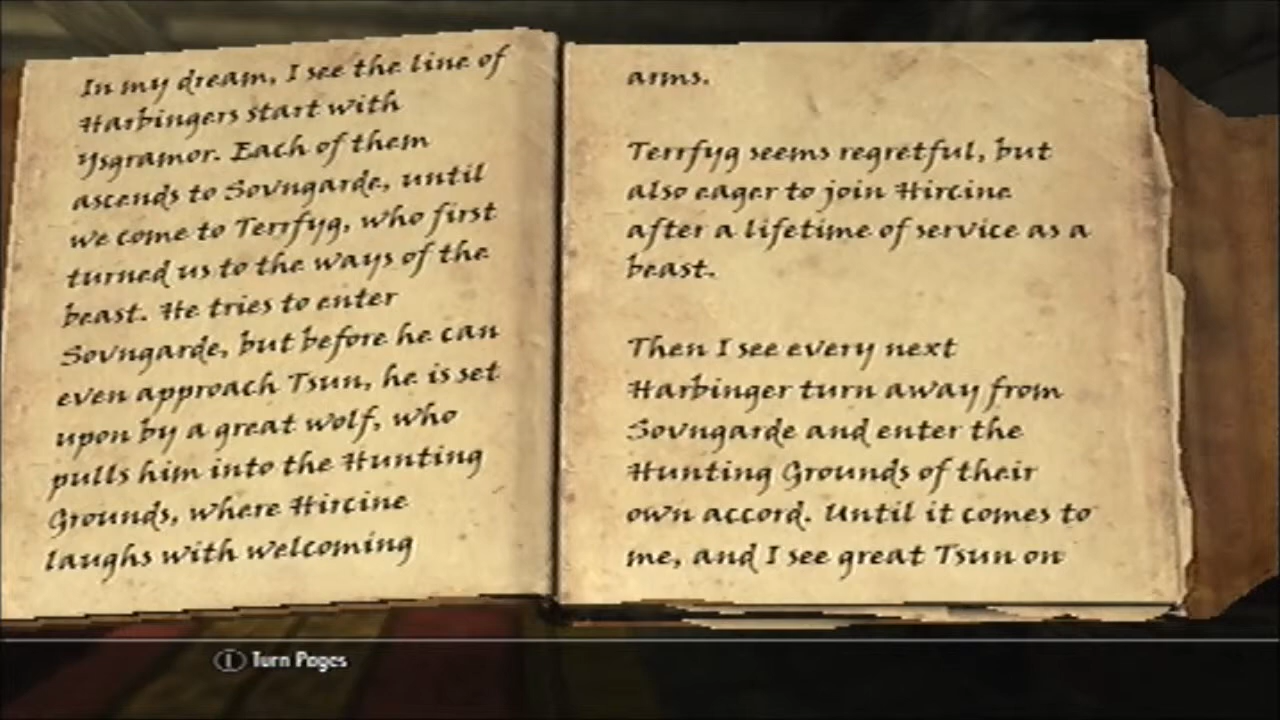 In my dream, I see the line of
Harbingers start with
Ysgramor. Each of them
ascends to Sovngarde, until
we come to Terrfyg, who first
turned us to the ways of the
beast. He tries to enter
Sovngarde, but before he can
even approach Tsun, he is set
upon by a great wolf, who
pulls him into the Hunting
Grounds, where Hircine
laughs with welcoming
arms.
Terrfyg seems regretful, but
also eager to join Hircine
after a lifetime of service as a
beast.
Then I see every next
Harbinger turn away from
Sovngarde and enter the
Hunting Grounds of their
own accord. Until it comes to
me, and I see great Tsun on
Turn Pages